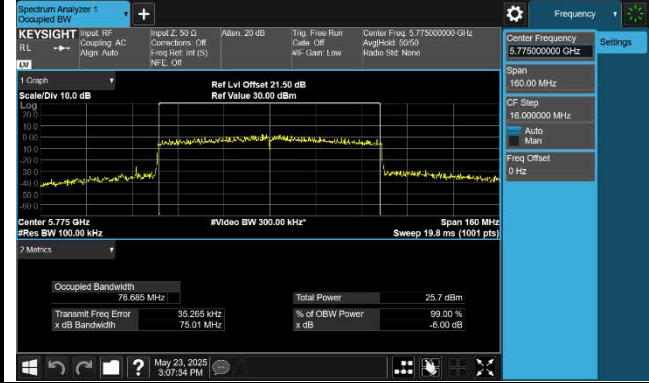 Spectrum Analyzer 1
Occupied BW
+
Frequency
KEYSIGHT
RL
LXI
Input: RF
Coupling: AC
Align: Auto
Input Z: 50 Ω
Corrections: Off
Freq Ref: Int (S)
NFE: Off
Atten: 20 dB
Trig: Free Run
Gate: Off
#IF Gain: Low
Center Freq: 5.775000000 GHz
Avg|Hold: 50/50
Radio Std: None
Center Frequency
5.775000000 GHz
Settings
Span
160.00 MHz
CF Step
16.000000 MHz
Auto
Man
Freq Offset
0 Hz
1 Graph
Scale/Div 10.0 dB
Ref Lvl Offset 21.50 dB
Ref Value 30.00 dBm
Log
20.0
10.0
0.00
-10.0
-20.0
-30.0
-40.0
-50.0
-60.0
Center 5.775 GHz
#Video BW 300.00 kHz*
Span 160 MHz
#Res BW 100.00 kHz
Sweep 19.8 ms (1001 pts)
2 Metrics
Occupied Bandwidth
76.685 MHz
Total Power 25.7 dBm
Transmit Freq Error 35.265 kHz
% of OBW Power 99.00 %
x dB Bandwidth 75.01 MHz
x dB -6.00 dB
?
May 23, 2025
3:07:34 PM